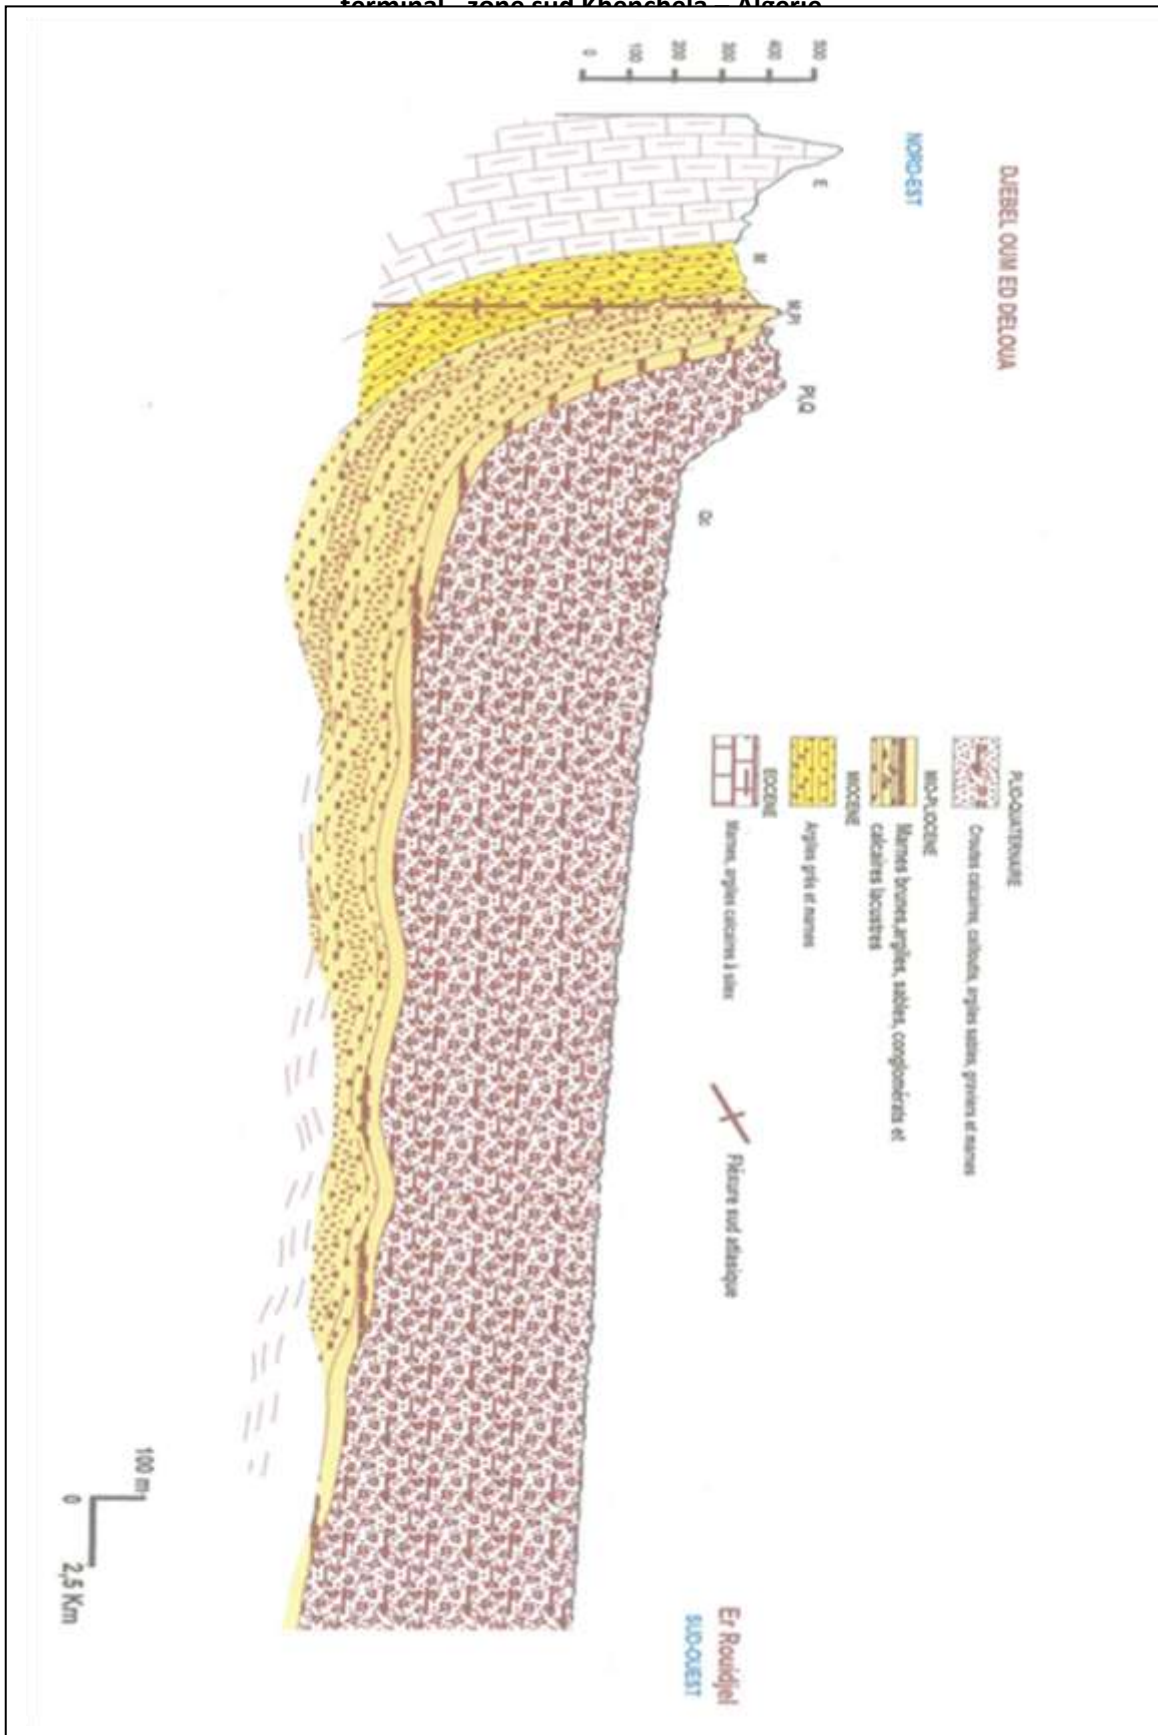 terminal - zone sud Khenchela – Algérie
DJEBEL OUM ED DELOUA
NORD-EST
500
400
300
200
100
0
E
M
M.Pl
Pl.Q
Qc
PLIO-QUATERNAIRE
Croutes calcaires, cailloutis, argiles sables, graviers et marnes
MIO-PLIOCENE
Marnes brunes,argiles, sables, conglomérats et
calcaires lacustres
MIOCENE
Argiles grès et marnes
EOCENE
Marnes, argiles calcaires à silex
Fléxure sud atlasique
Er Rouidjel
SUD-OUEST
100 m
0
2,5 Km